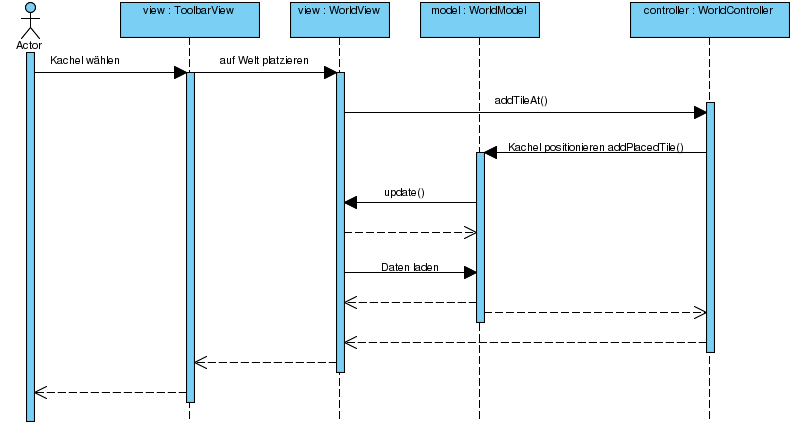 view : ToolbarView
view : WorldView
model : WorldModel
controller : WorldController
Actor
Kachel wählen
auf Welt platzieren
addTileAt()
Kachel positionieren addPlacedTile()
update()
Daten laden